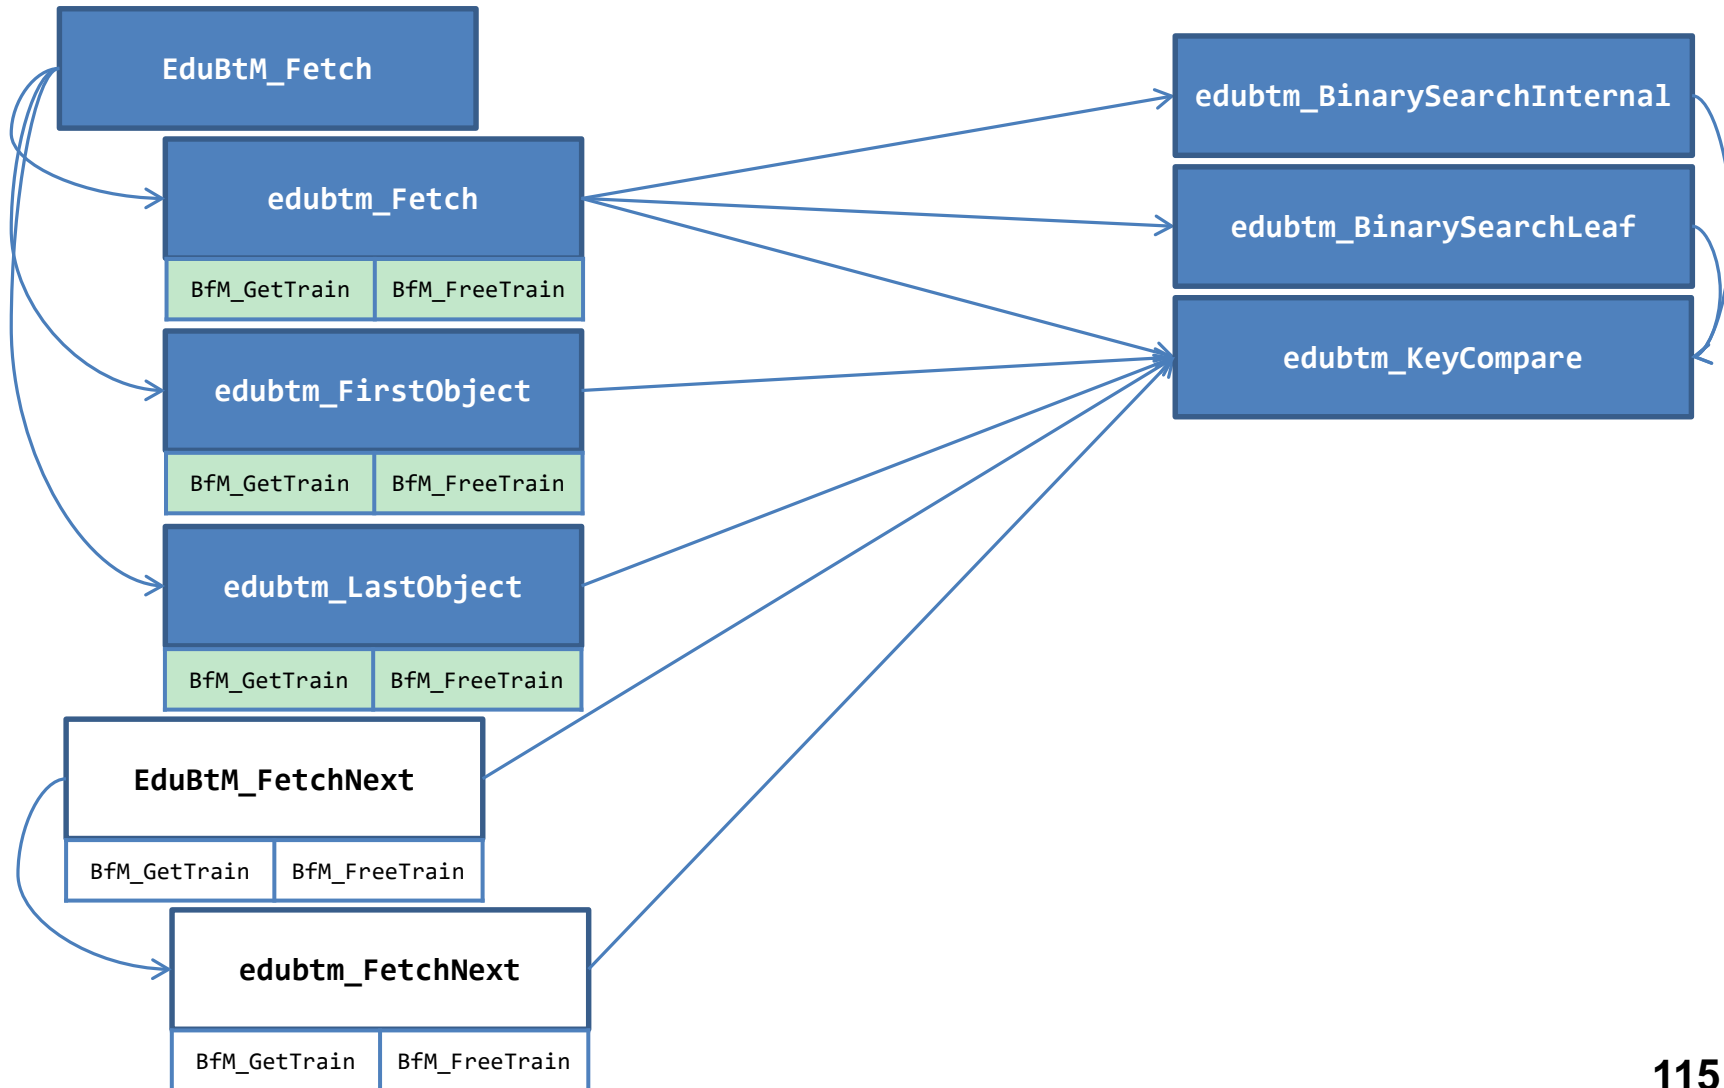 EduBtM_Fetch
edubtm_Fetch
BfM_GetTrain BfM_FreeTrain
edubtm_FirstObject
BfM_GetTrain BfM_FreeTrain
edubtm_LastObject
BfM_GetTrain BfM_FreeTrain
EduBtM_FetchNext
BfM_GetTrain BfM_FreeTrain
edubtm_FetchNext
BfM_GetTrain BfM_FreeTrain
edubtm_BinarySearchInternal
edubtm_BinarySearchLeaf
edubtm_KeyCompare
115